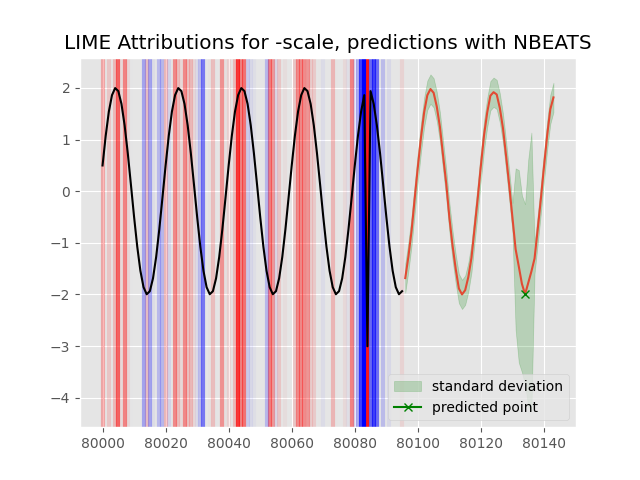 LIME Attributions for -scale, predictions with NBEATS
2
1
0
−1
−2
−3
−4
80000 80020 80040 80060 80080 80100 80120 80140
standard deviation
predicted point